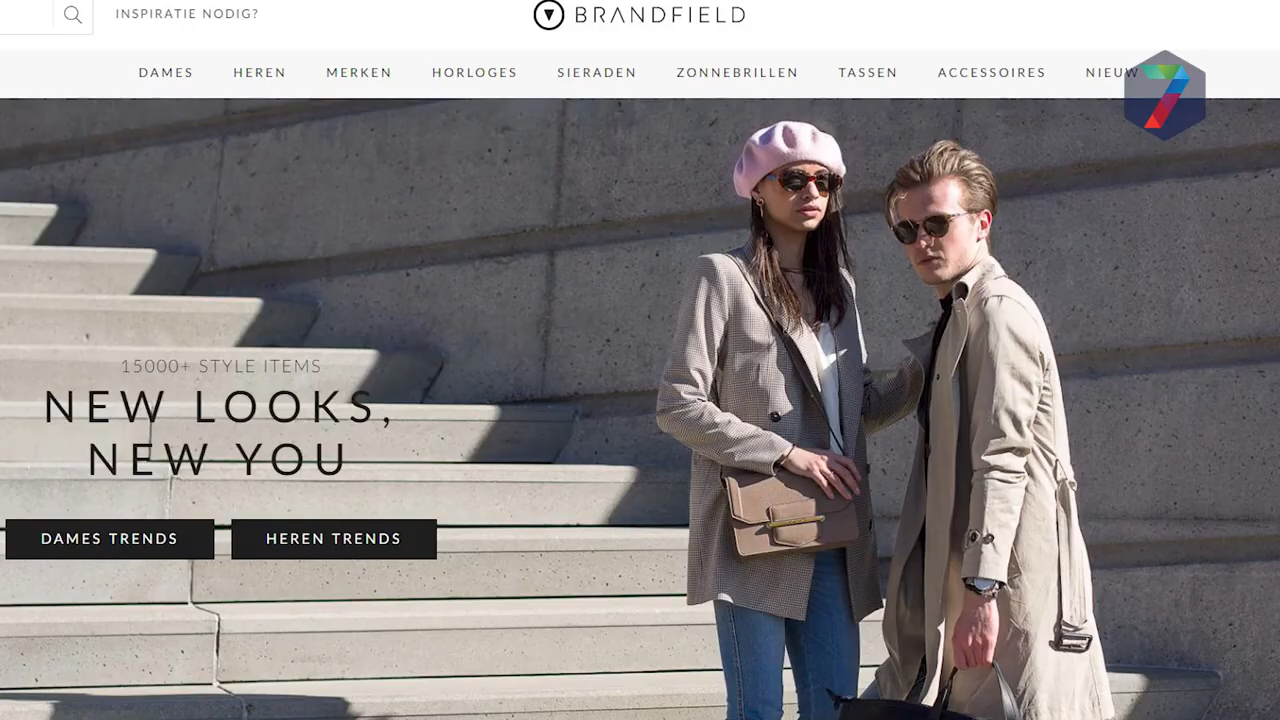 INSPIRATIE NODIG?
BRANDFIELD
DAMES HEREN MERKEN HORLOGES SIERADEN ZONNEBRILLEN TASSEN ACCESSOIRES NIEUW
7
15000+ STYLE ITEMS
NEW LOOKS,
NEW YOU
DAMES TRENDS HEREN TRENDS